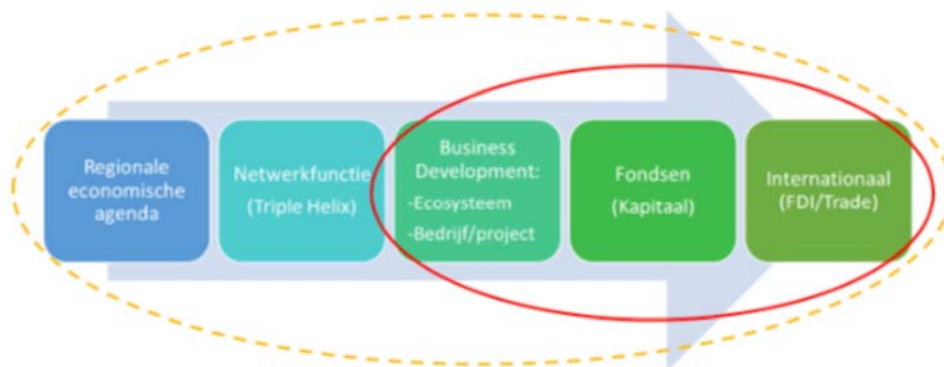 Regionale
economische
agenda
Netwerkfunctie
(Triple Helix)
Business
Development:
-Ecosysteem
-Bedrijf/project
Fondsen
(Kapitaal)
Internationaal
(FDI/Trade)